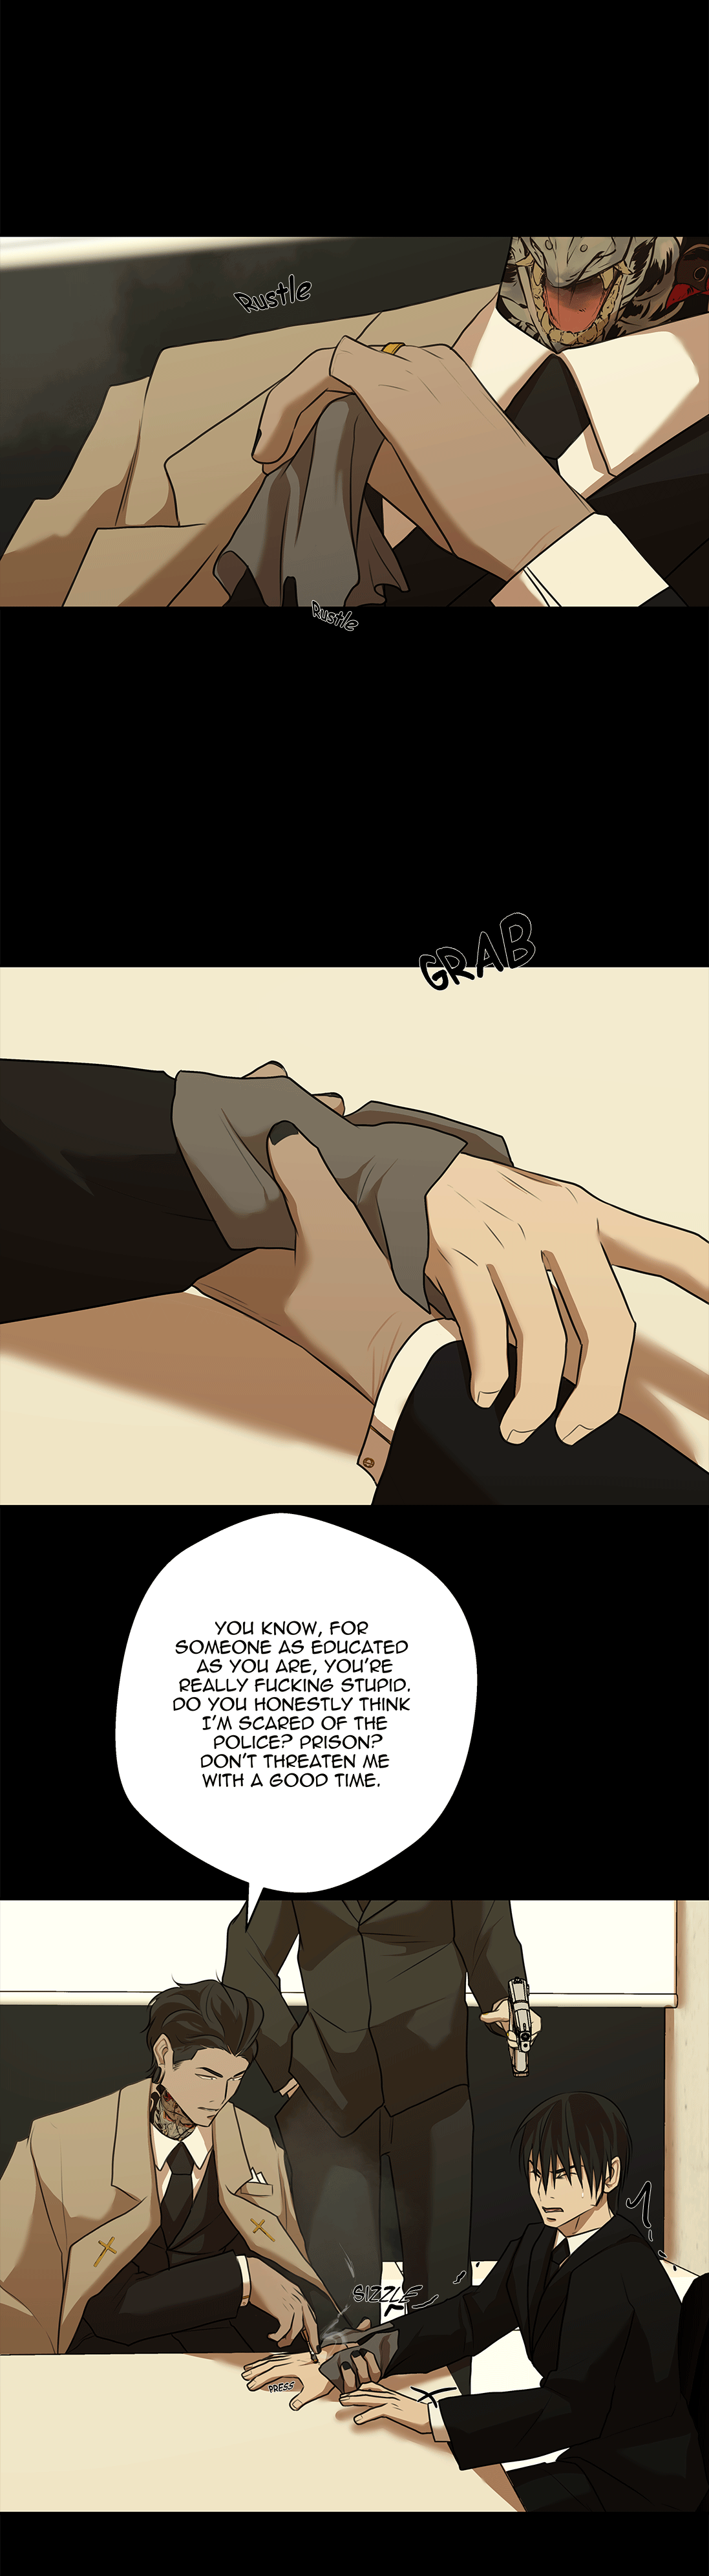 Rustle
Rustle
GRAB
YOU KNOW, FOR
SOMEONE AS EDUCATED
AS YOU ARE, YOU'RE
REALLY FUCKING STUPID.
DO YOU HONESTLY THINK
I'M SCARED OF THE
POLICE? PRISON?
DON'T THREATEN ME
WITH A GOOD TIME.
SIZZLE
PRESS